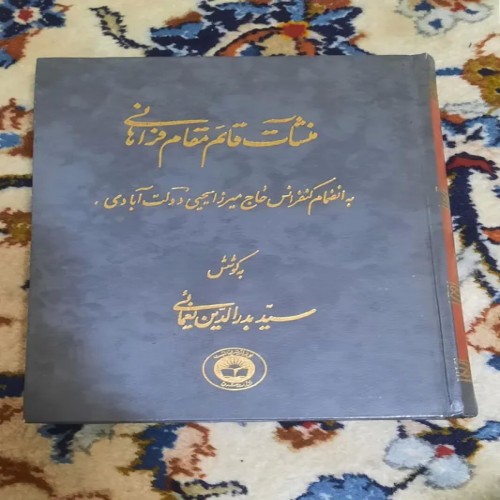 منشآت قائم مقام فراهانی
به انضمام کنفرانس حاج میرزا یحیی دولت آبادی.
به کوشش
سید بدرالدین یغمائی